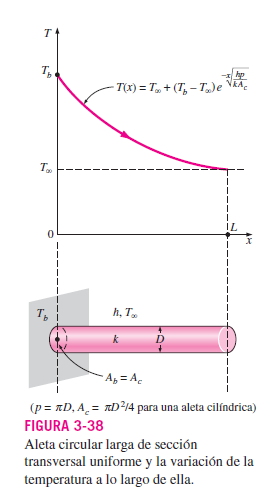 T
T_b
T(x) = T_∞ + (T_b – T_∞) e^{–x√(hp/kA_c)}
T_∞
0
L
x
T_b
h, T_∞
k
D
A_b = A_c
(p = πD, A_c = πD²/4 para una aleta cilíndrica)
FIGURA 3-38
Aleta circular larga de sección
transversal uniforme y la variación de la
temperatura a lo largo de ella.